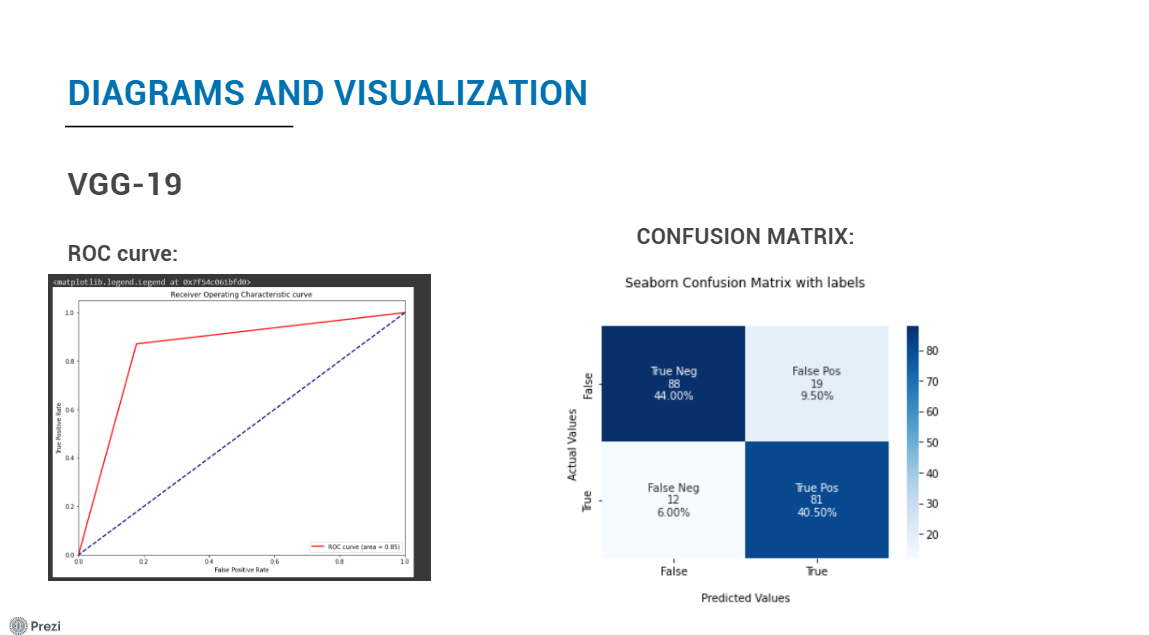 DIAGRAMS AND VISUALIZATION
VGG-19
ROC curve:
<matplotlib.legend.Legend at 0x7f54c061bfd0>
Receiver Operating Characteristic curve
1.0
0.8
0.6
0.4
0.2
0.0
True Positive Rate
0.0 0.2 0.4 0.6 0.8 1.0
False Positive Rate
ROC curve (area = 0.85)
CONFUSION MATRIX:
Seaborn Confusion Matrix with labels
Actual Values
False
True
True Neg
88
44.00%
False Pos
19
9.50%
False Neg
12
6.00%
True Pos
81
40.50%
False True
Predicted Values
80
70
60
50
40
30
20
Prezi